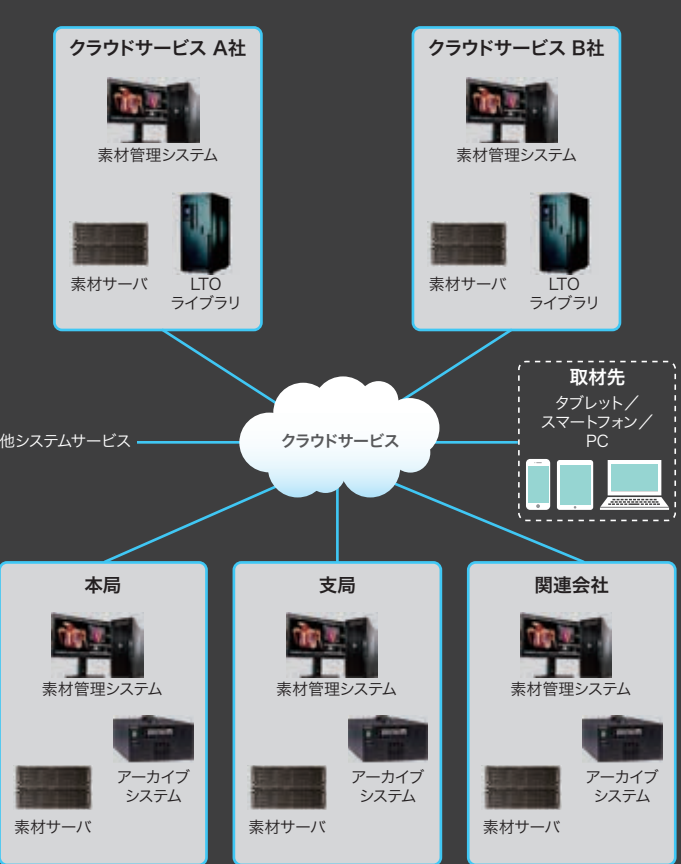 クラウドサービス A社
素材管理システム
素材サーバ
LTO
ライブラリ
クラウドサービス B社
素材管理システム
素材サーバ
LTO
ライブラリ
他システムサービス
クラウドサービス
取材先
タブレット／
スマートフォン／
PC
本局
素材管理システム
アーカイブ
システム
素材サーバ
支局
素材管理システム
アーカイブ
システム
素材サーバ
関連会社
素材管理システム
アーカイブ
システム
素材サーバ